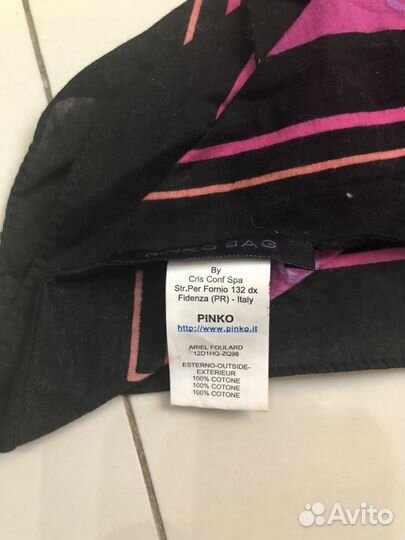 PINKO BAG
By
Cris Conf Spa
Str.Per Fornio 132 dx
Fidenza (PR) - Italy
PINKO
http://www.pinko.it
ARIEL FOULARD
12D1HQ-ZQ96
ESTERNO-OUTSIDE-
EXTERIEUR
100% COTONE
100% COTONE
100% COTONE
Avito